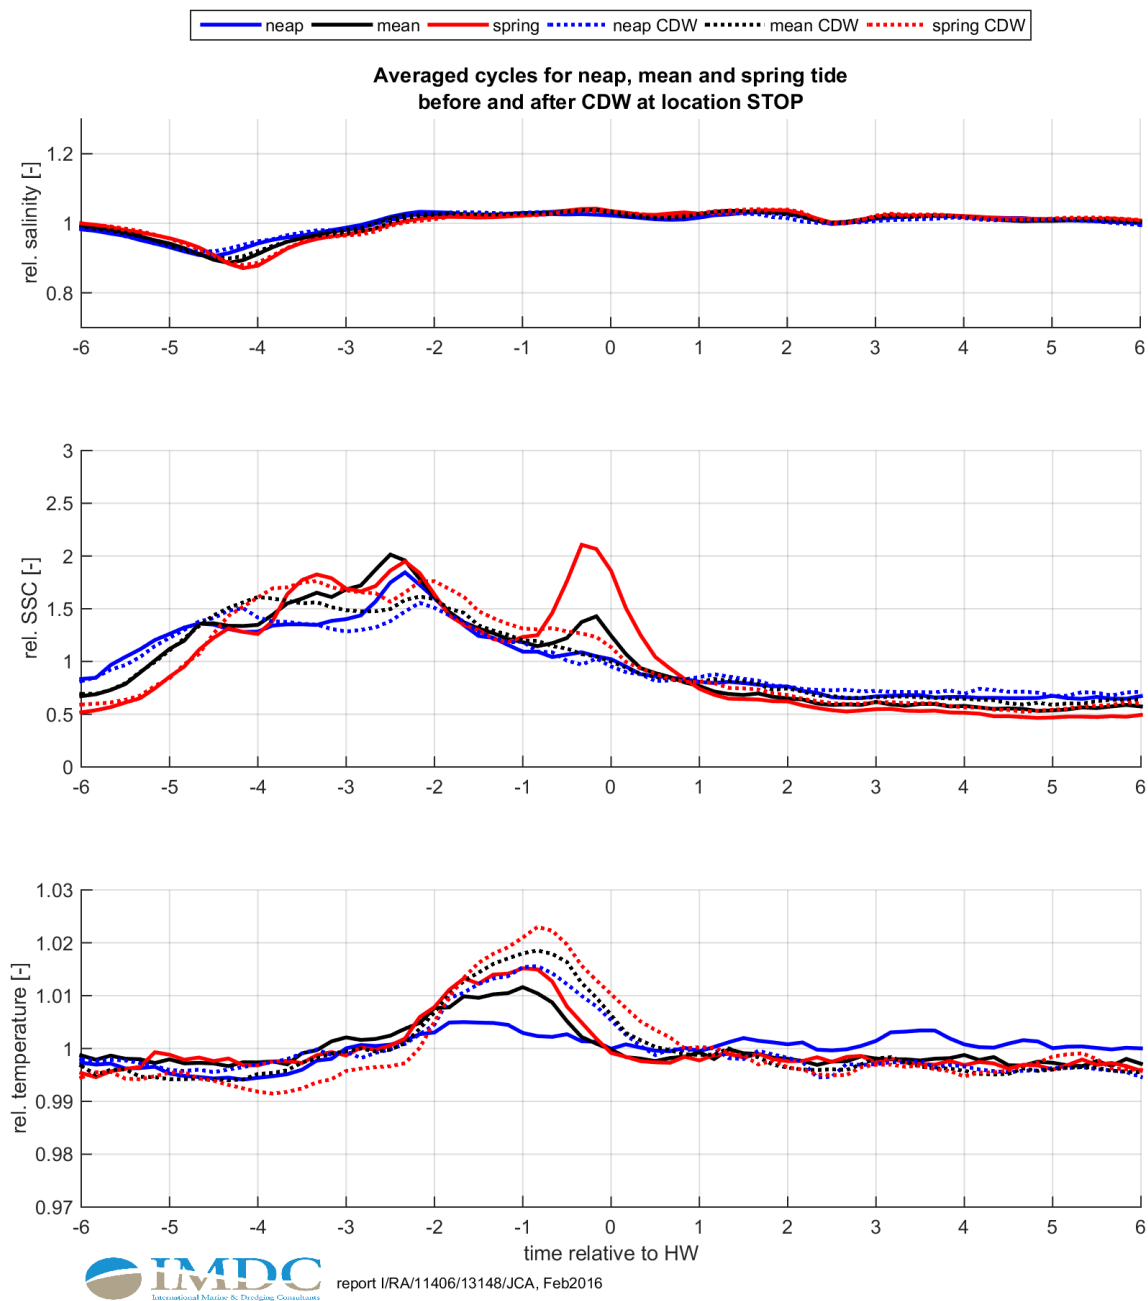 neap mean spring neap CDW mean CDW spring CDW
Averaged cycles for neap, mean and spring tide
before and after CDW at location STOP
rel. salinity [-]
1.2
1
0.8
-6 -5 -4 -3 -2 -1 0 1 2 3 4 5 6
rel. SSC [-]
3
2.5
2
1.5
1
0.5
0
-6 -5 -4 -3 -2 -1 0 1 2 3 4 5 6
rel. temperature [-]
1.03
1.02
1.01
1
0.99
0.98
0.97
-6 -5 -4 -3 -2 -1 0 1 2 3 4 5 6
time relative to HW
IMDC
International Marine & Dredging Consultants
report I/RA/11406/13148/JCA, Feb2016